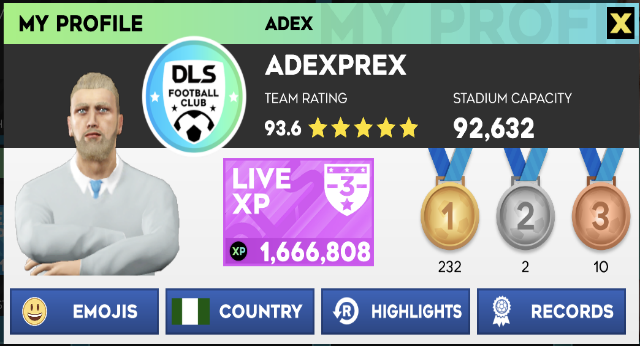 MY PROFILE
ADEX
MY PROF
X
DLS
FOOTBALL
CLUB
ADEXPREX
TEAM RATING
93.6
STADIUM CAPACITY
92,632
LIVE
XP
3
XP 1,666,808
1
2
3
232
2
10
EMOJIS
COUNTRY
R
HIGHLIGHTS
RECORDS